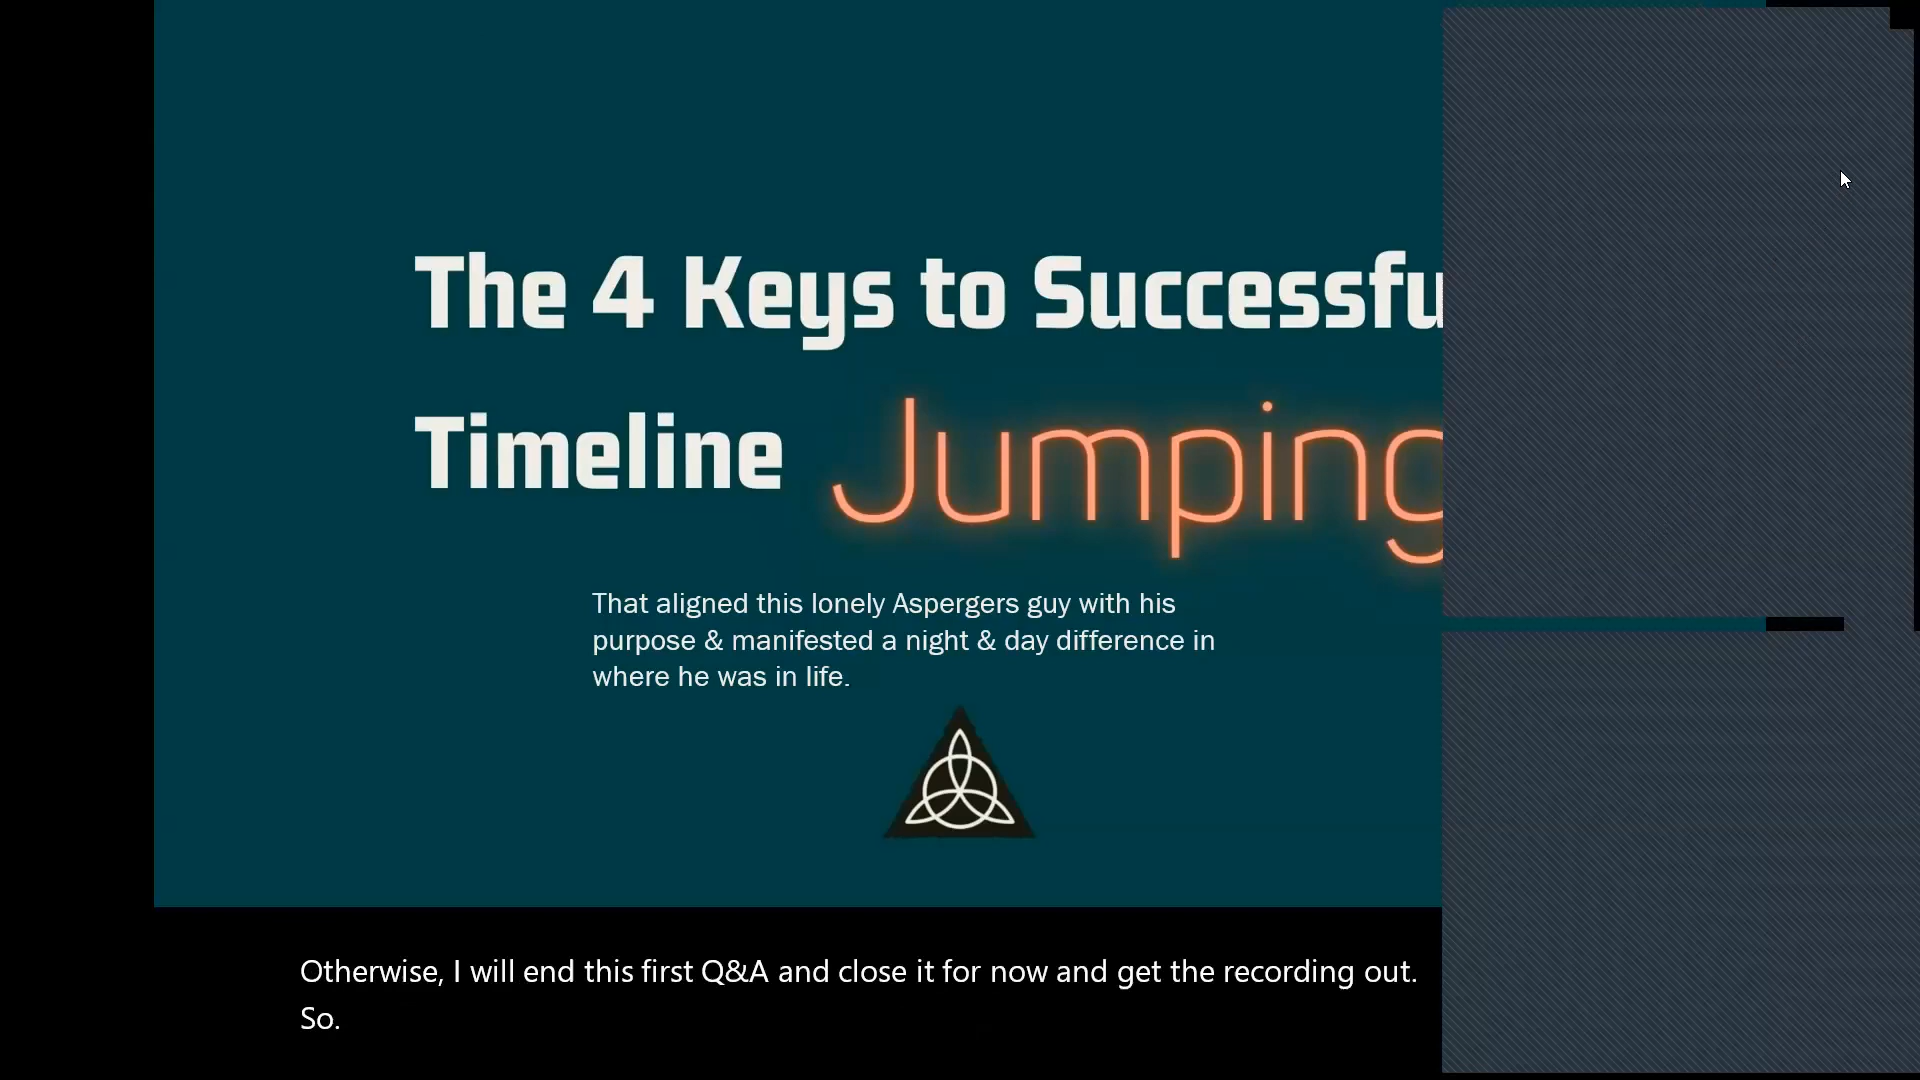 The 4 Keys to Successfu
Timeline Jumping
That aligned this lonely Aspergers guy with his
purpose & manifested a night & day difference in
where he was in life.
Otherwise, I will end this first Q&A and close it for now and get the recording out.
So.